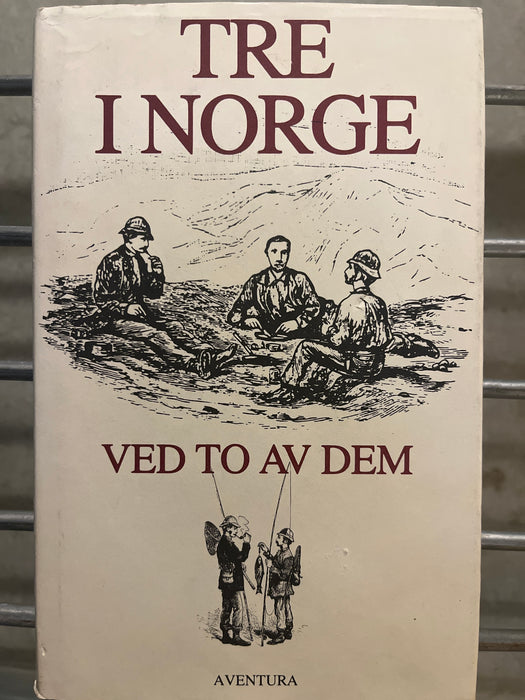 TRE
I NORGE
VED TO AV DEM
AVENTURA